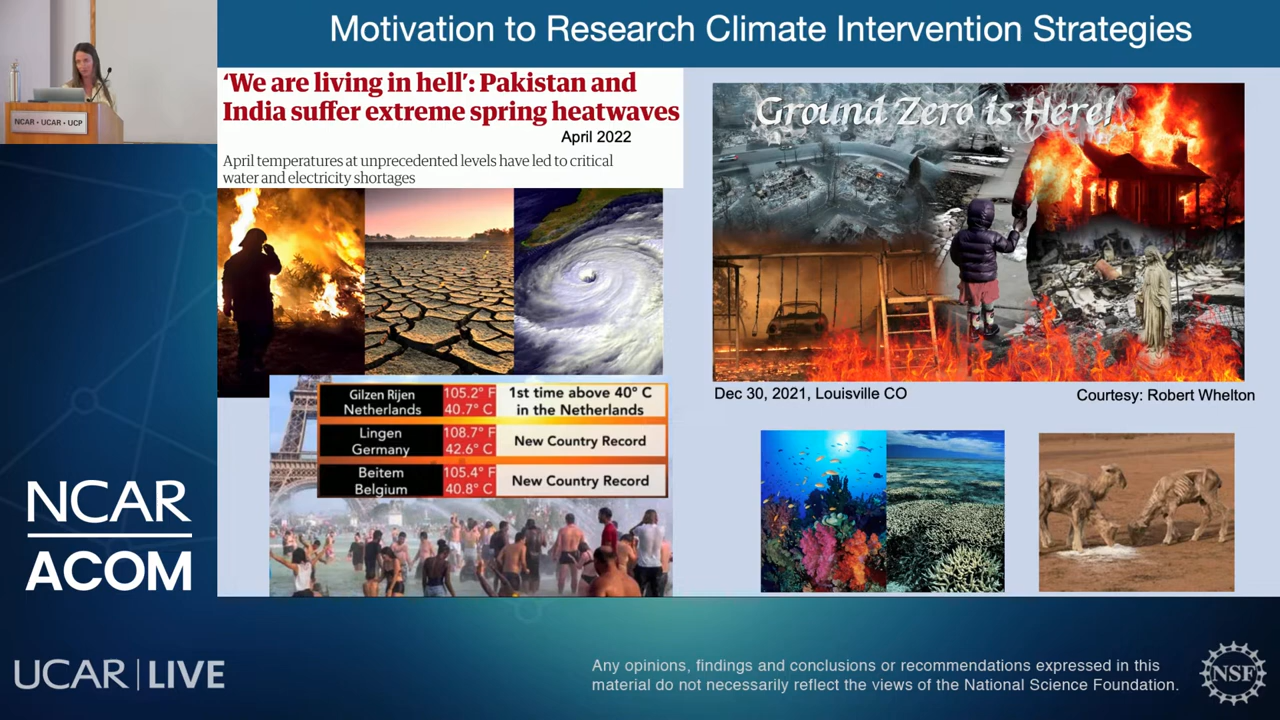 Motivation to Research Climate Intervention Strategies
NCAR • UCAR • UCP
‘We are living in hell’: Pakistan and
India suffer extreme spring heatwaves
April 2022
April temperatures at unprecedented levels have led to critical
water and electricity shortages
Ground Zero is Here!
Dec 30, 2021, Louisville CO
Courtesy: Robert Whelton
Gilzen Rijen
Netherlands
105.2° F
40.7° C
1st time above 40° C
in the Netherlands
Lingen
Germany
108.7° F
42.6° C
New Country Record
Beitem
Belgium
105.4° F
40.8° C
New Country Record
NCAR
ACOM
UCAR | LIVE
Any opinions, findings and conclusions or recommendations expressed in this
material do not necessarily reflect the views of the National Science Foundation.
NSF